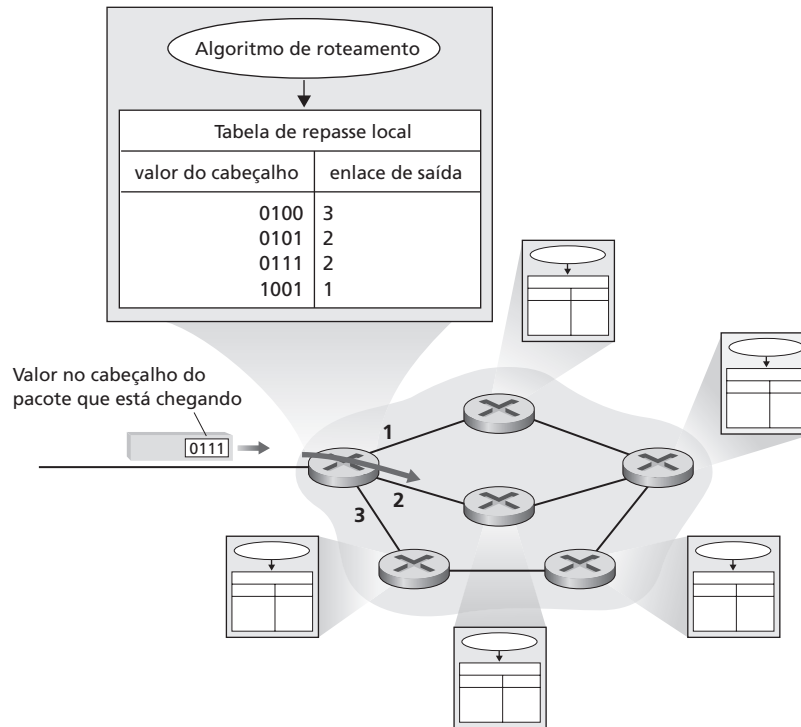 Algoritmo de roteamento
Tabela de repasse local
valor do cabeçalho enlace de saída
0100 3
0101 2
0111 2
1001 1
Valor no cabeçalho do
pacote que está chegando
0111
1
2
3